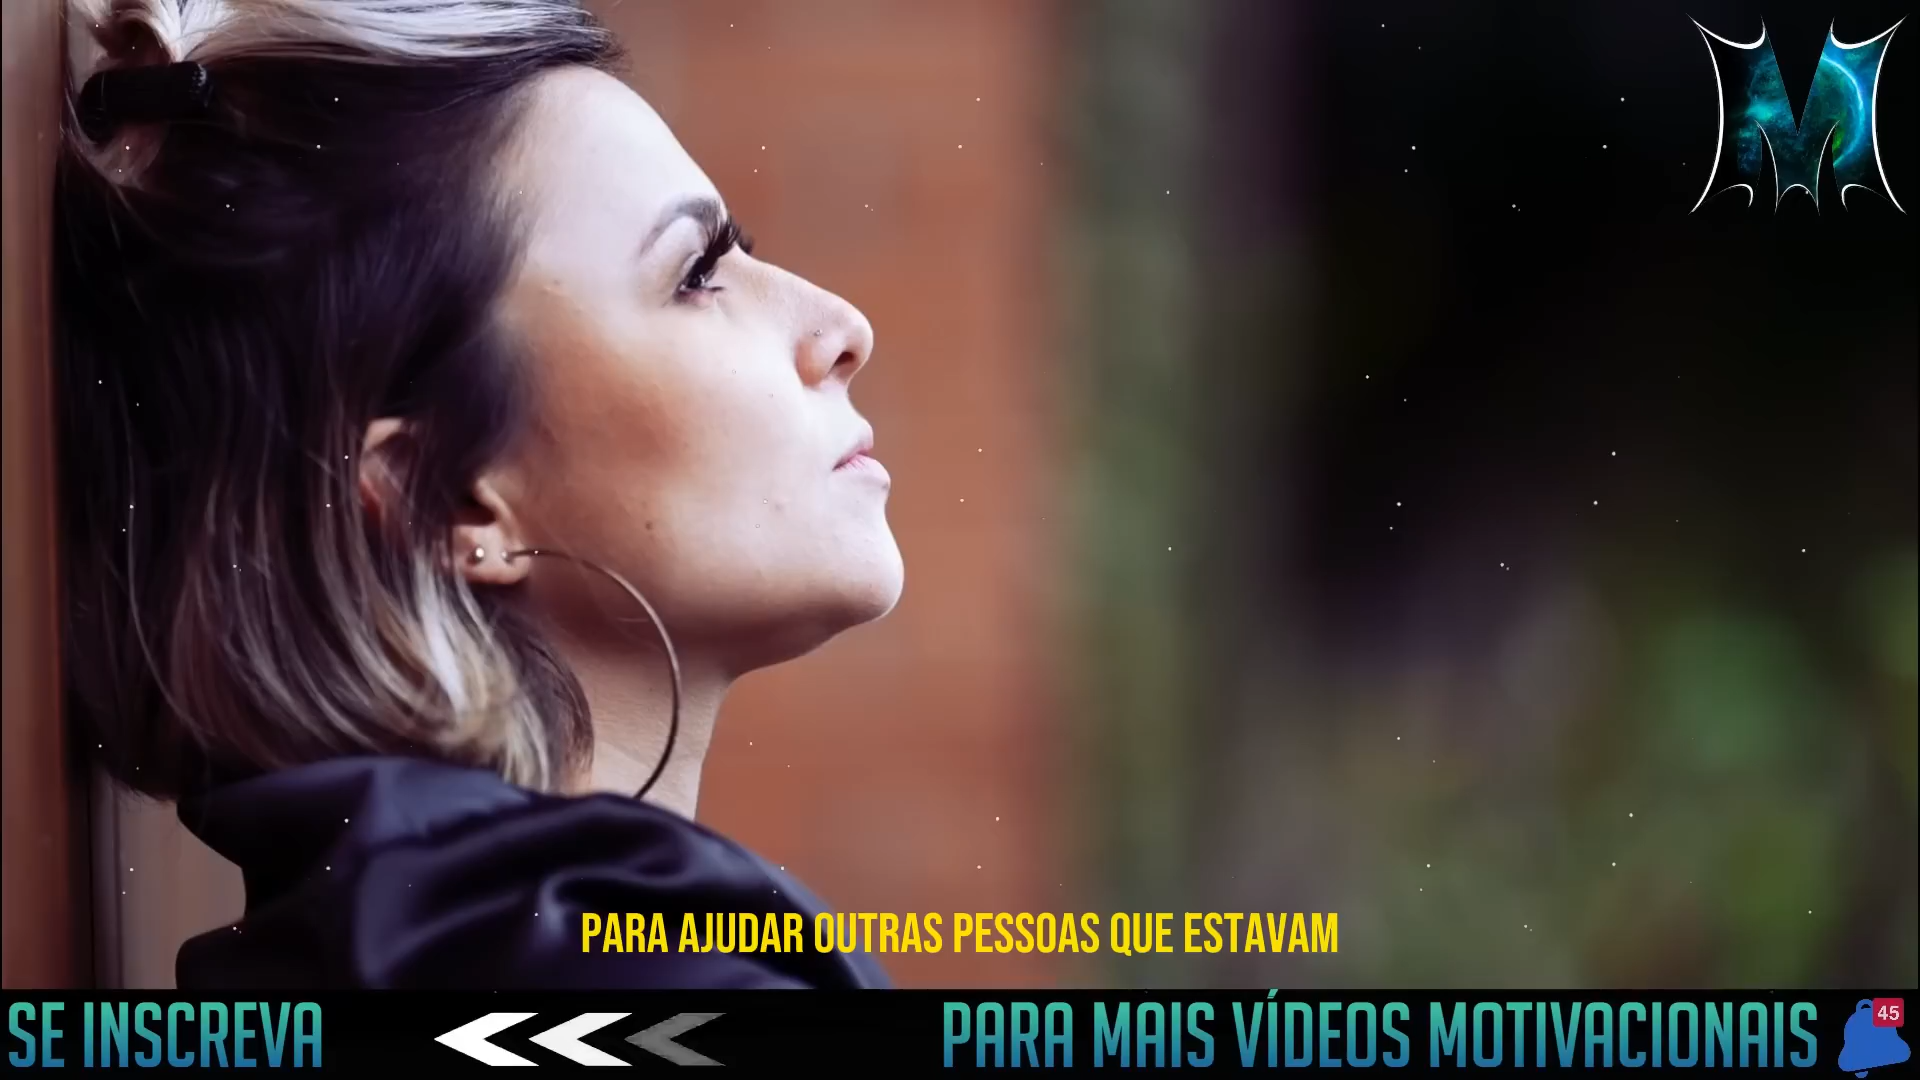 M
PARA AJUDAR OUTRAS PESSOAS QUE ESTAVAM
SE INSCREVA
PARA MAIS VÍDEOS MOTIVACIONAIS
45